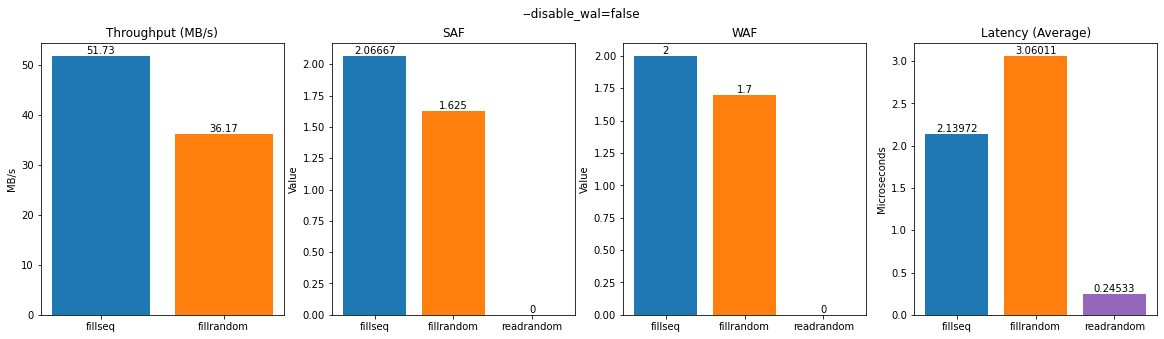 --disable_wal=false
Throughput (MB/s)
MB/s
50
40
30
20
10
0
51.73
36.17
fillseq
fillrandom
SAF
Value
2.00
1.75
1.50
1.25
1.00
0.75
0.50
0.25
0.00
2.06667
1.625
0
fillseq
fillrandom
readrandom
WAF
Value
2.00
1.75
1.50
1.25
1.00
0.75
0.50
0.25
0.00
2
1.7
0
fillseq
fillrandom
readrandom
Latency (Average)
Microseconds
3.0
2.5
2.0
1.5
1.0
0.5
0.0
2.13972
3.06011
0.24533
fillseq
fillrandom
readrandom